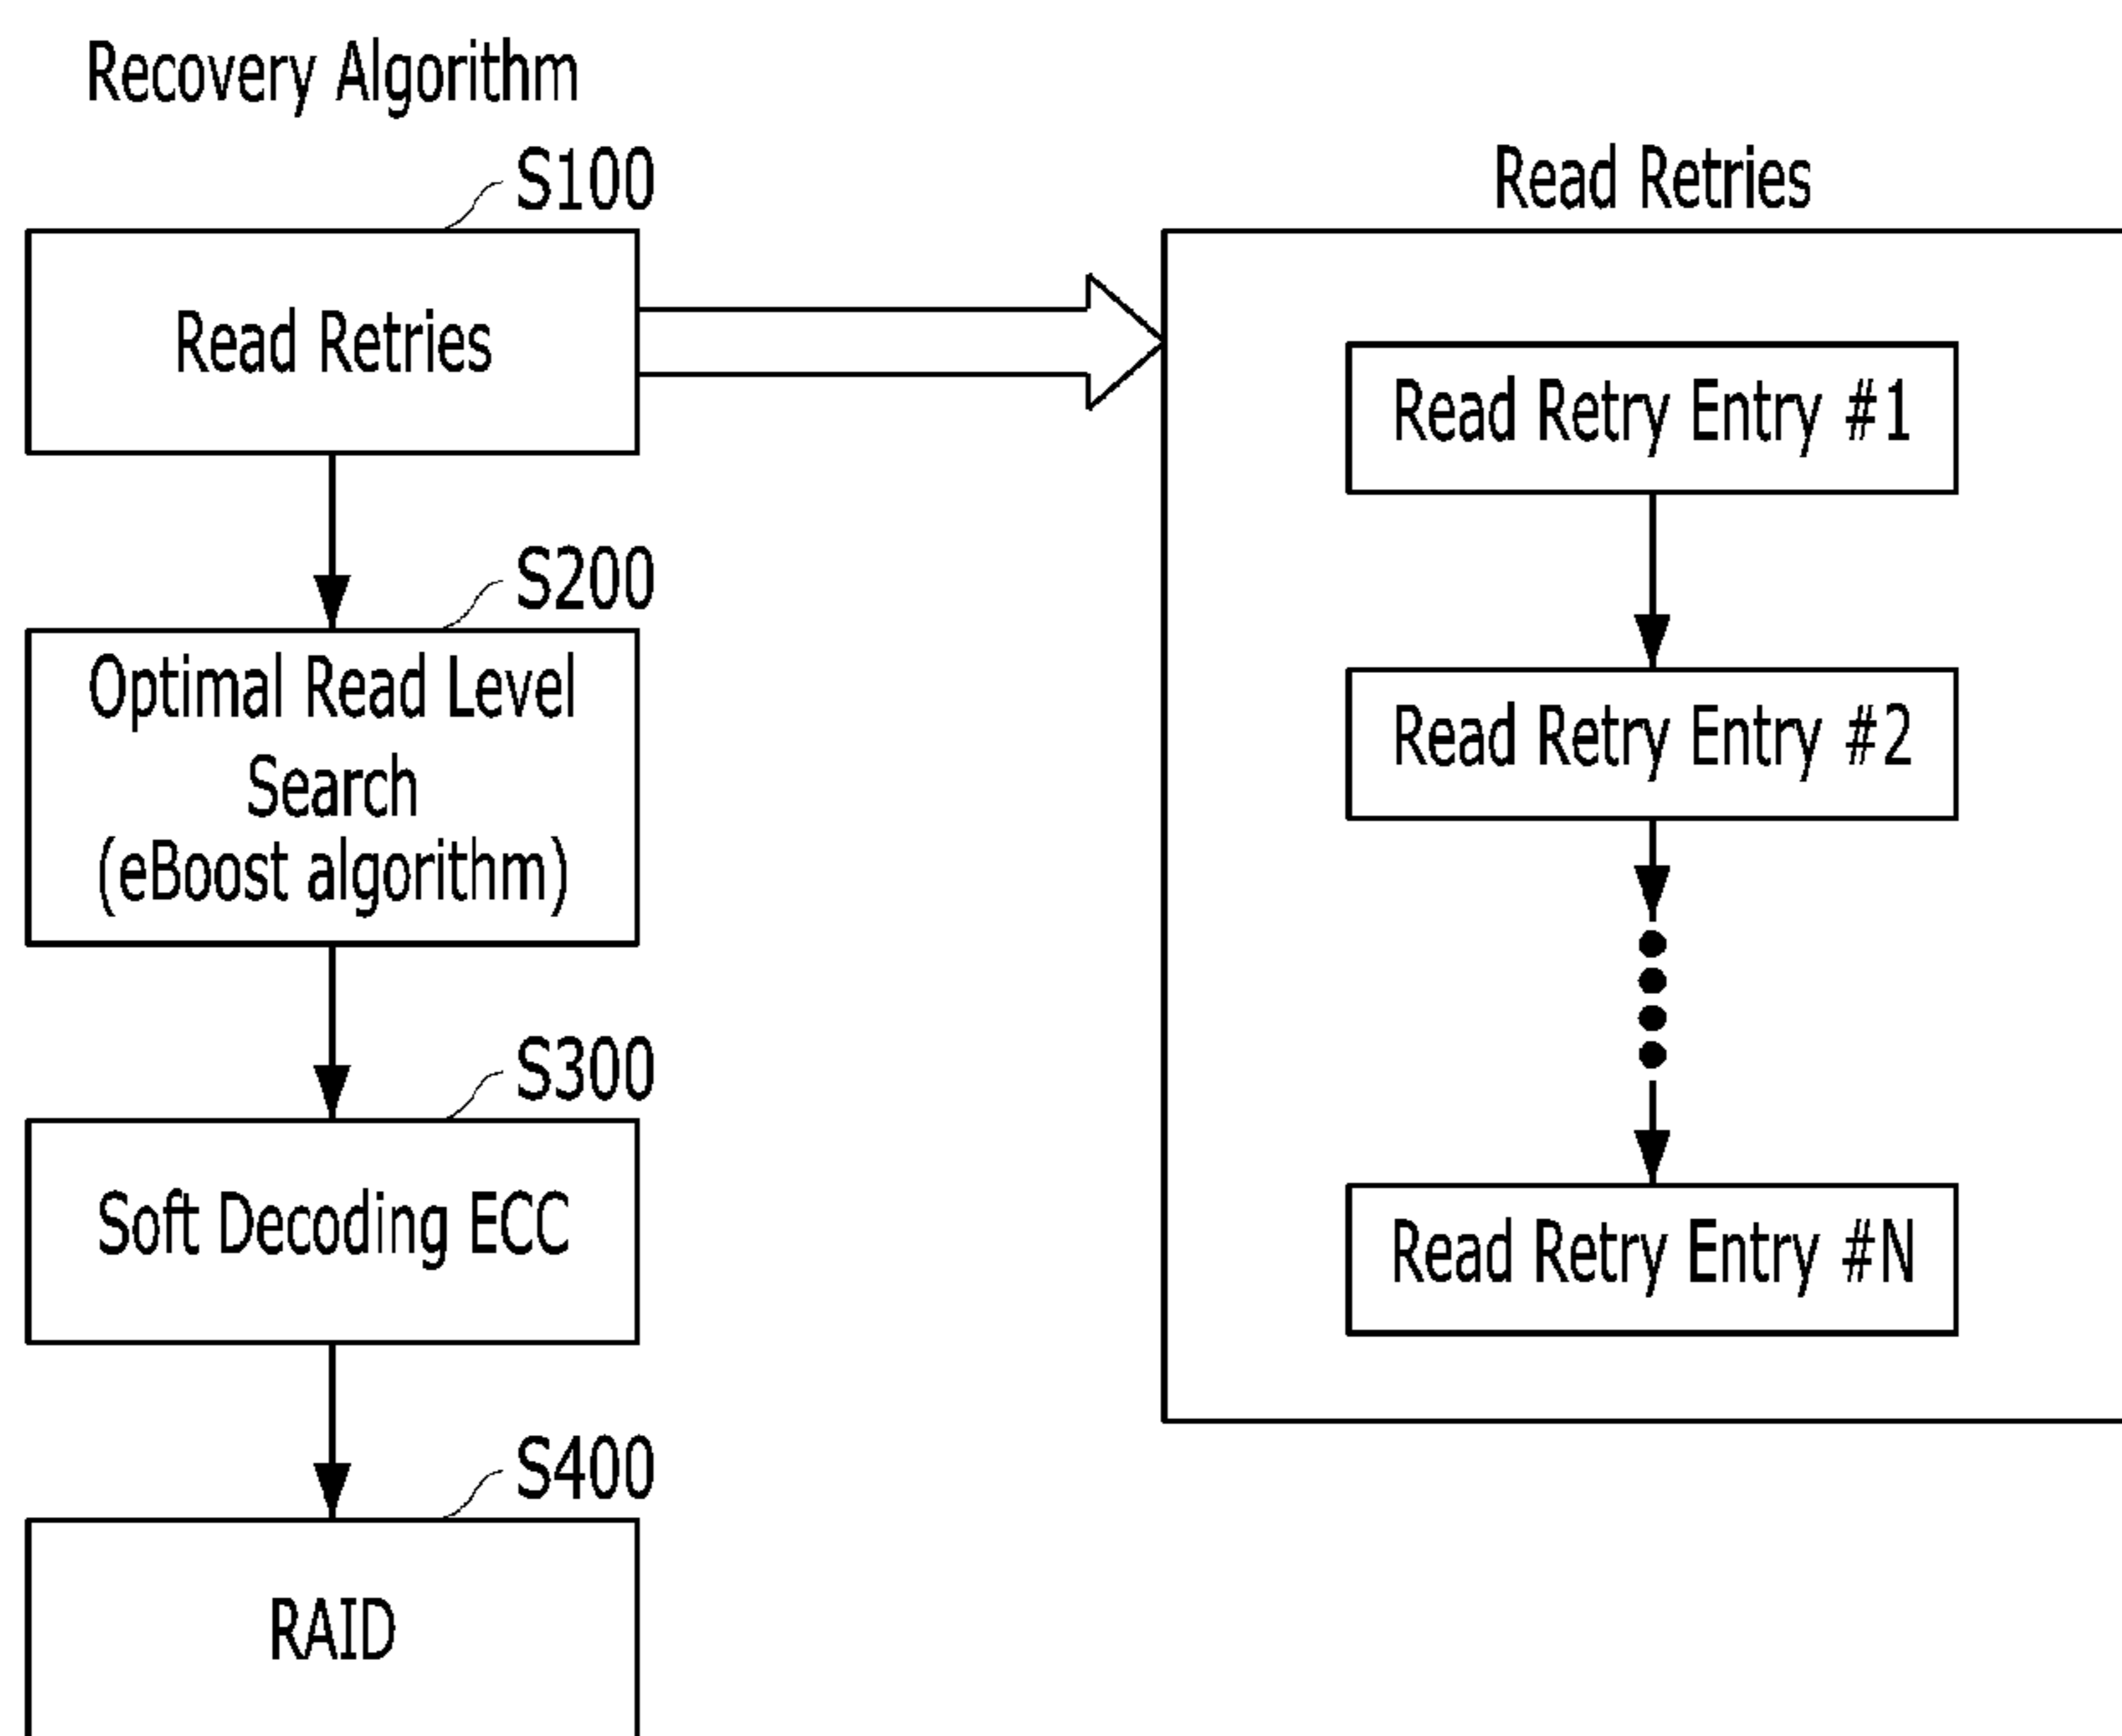 Recovery Algorithm
S100
Read Retries
S200
Optimal Read Level
Search
(eBoost algorithm)
S300
Soft Decoding ECC
S400
RAID
Read Retries
Read Retry Entry #1
Read Retry Entry #2
Read Retry Entry #N